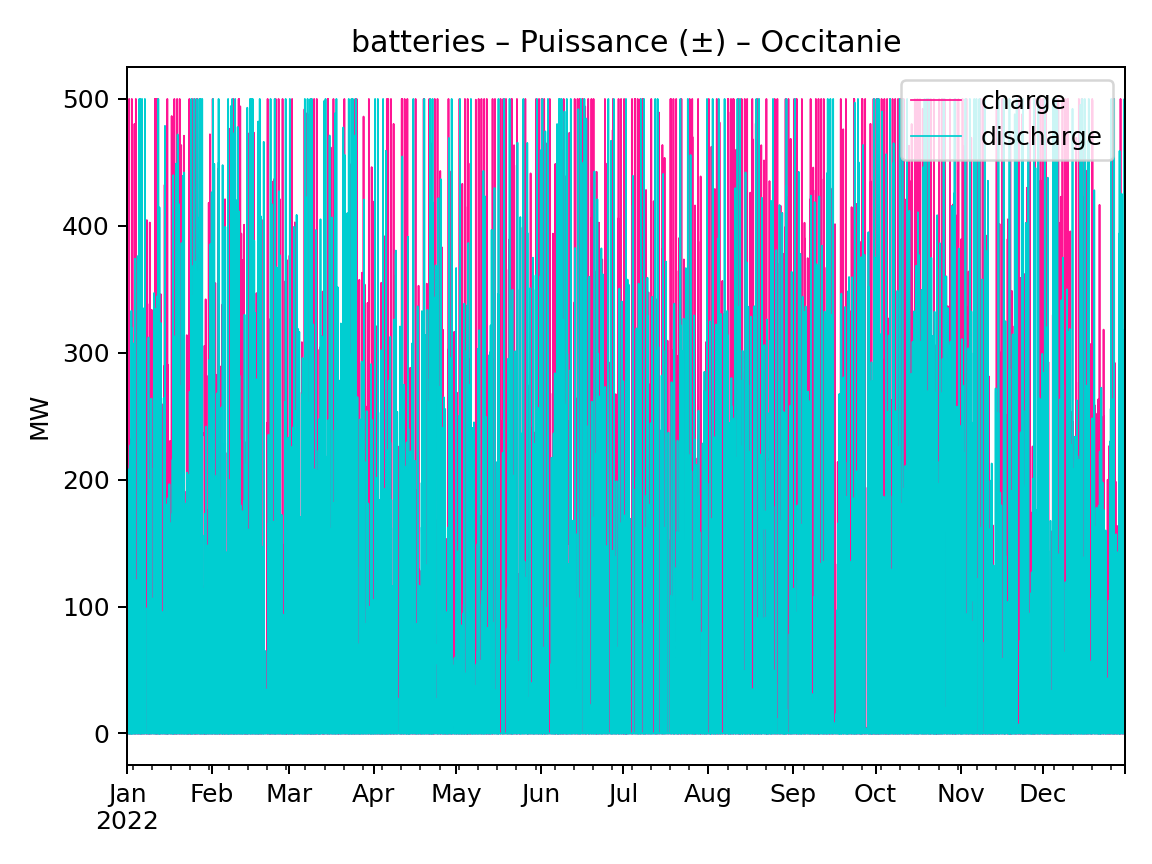 batteries – Puissance (±) – Occitanie
charge
discharge
MW
500
400
300
200
100
0
Jan Feb Mar Apr May Jun Jul Aug Sep Oct Nov Dec
2022